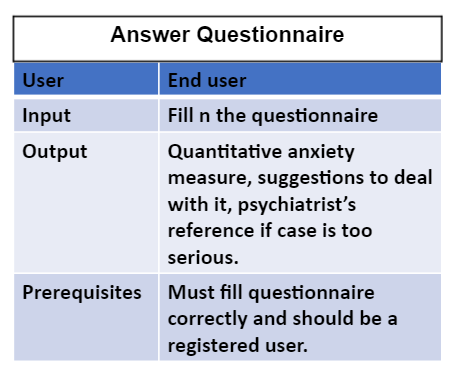 Answer Questionnaire
User End user
Input Fill n the questionnaire
Output Quantitative anxiety
measure, suggestions to deal
with it, psychiatrist’s
reference if case is too
serious.
Prerequisites Must fill questionnaire
correctly and should be a
registered user.